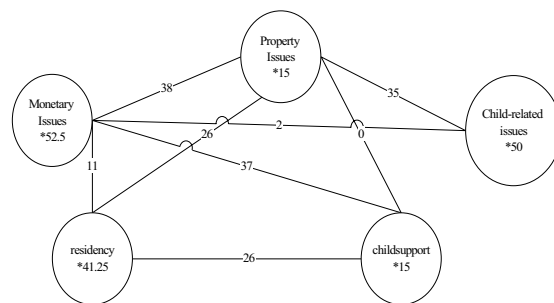 Property
Issues
*15
38
35
Monetary
Issues
*52.5
Child-related
issues
*50
26
2
0
11
37
residency
*41.25
26
childsupport
*15